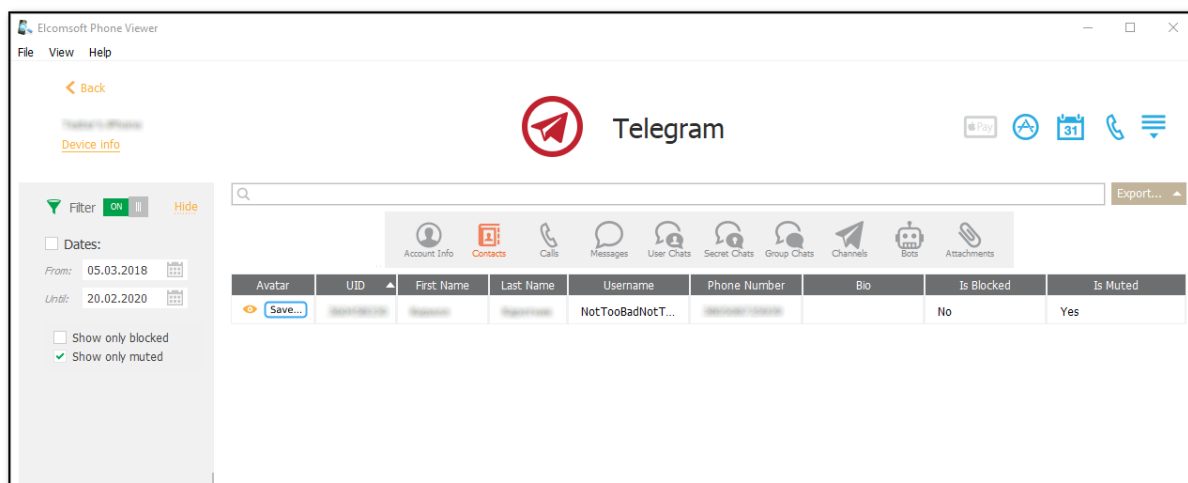 Elcomsoft Phone Viewer
File View Help
Back
Device info
Telegram
Pay
31
Filter ON Hide
Export...
Dates:
From: 05.03.2018
Until: 20.02.2020
Show only blocked
Show only muted
Account Info Contacts Calls Messages User Chats Secret Chats Group Chats Channels Bots Attachments
Avatar UID First Name Last Name Username Phone Number Bio Is Blocked Is Muted
Save... NotTooBadNotT... No Yes